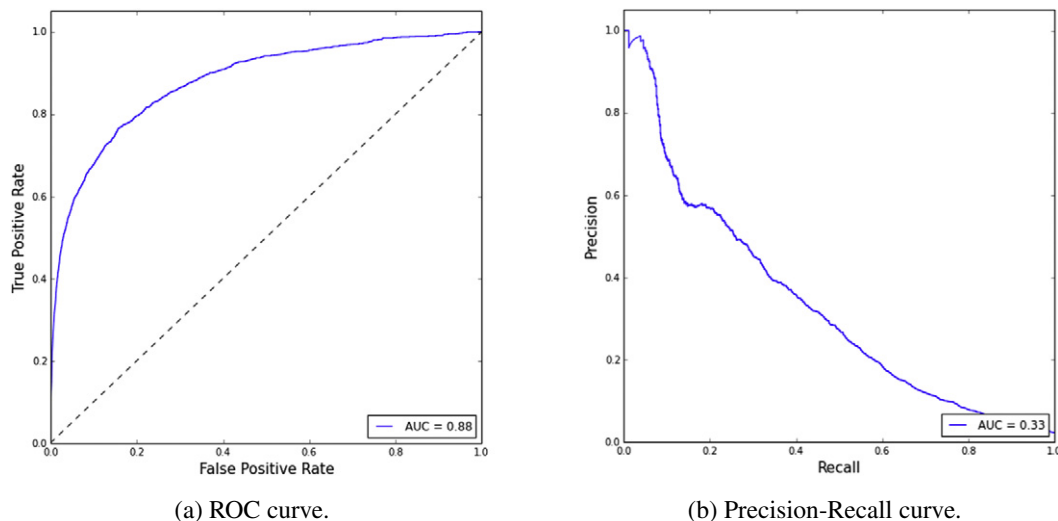 1.0
0.8
0.6
0.4
0.2
0.0
0.0 0.2 0.4 0.6 0.8 1.0
True Positive Rate
False Positive Rate
AUC = 0.88
(a) ROC curve.
1.0
0.8
0.6
0.4
0.2
0.0
0.0 0.2 0.4 0.6 0.8 1.0
Precision
Recall
AUC = 0.33
(b) Precision-Recall curve.